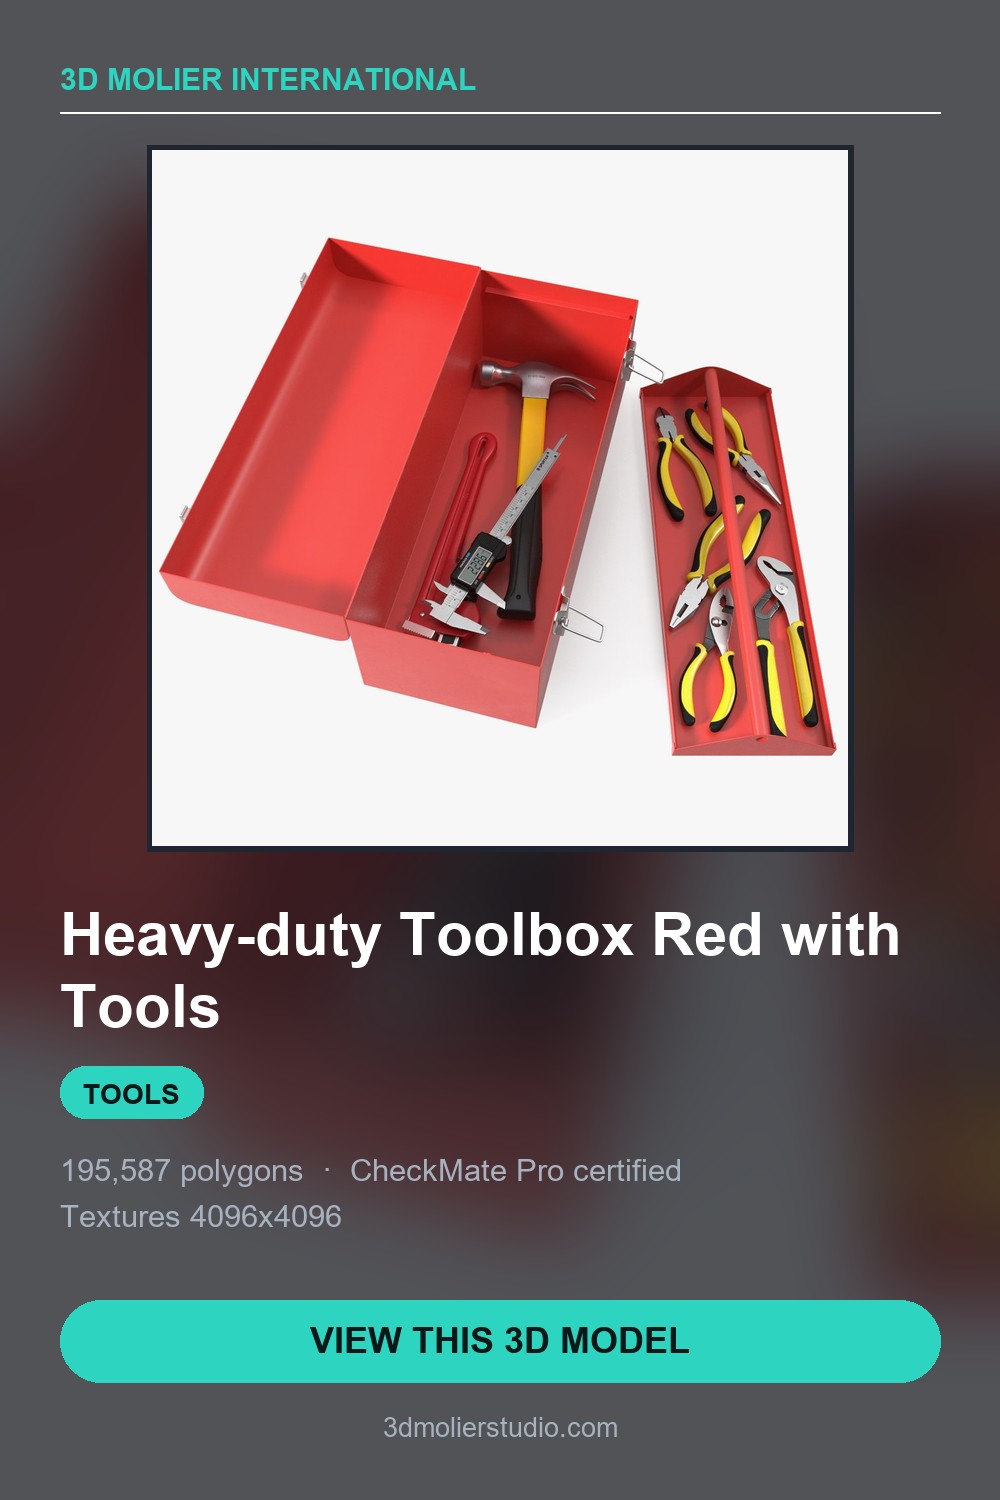 3D MOLIER INTERNATIONAL
Heavy-duty Toolbox Red with
Tools
TOOLS
195,587 polygons · CheckMate Pro certified
Textures 4096x4096
VIEW THIS 3D MODEL
3dmolierstudio.com